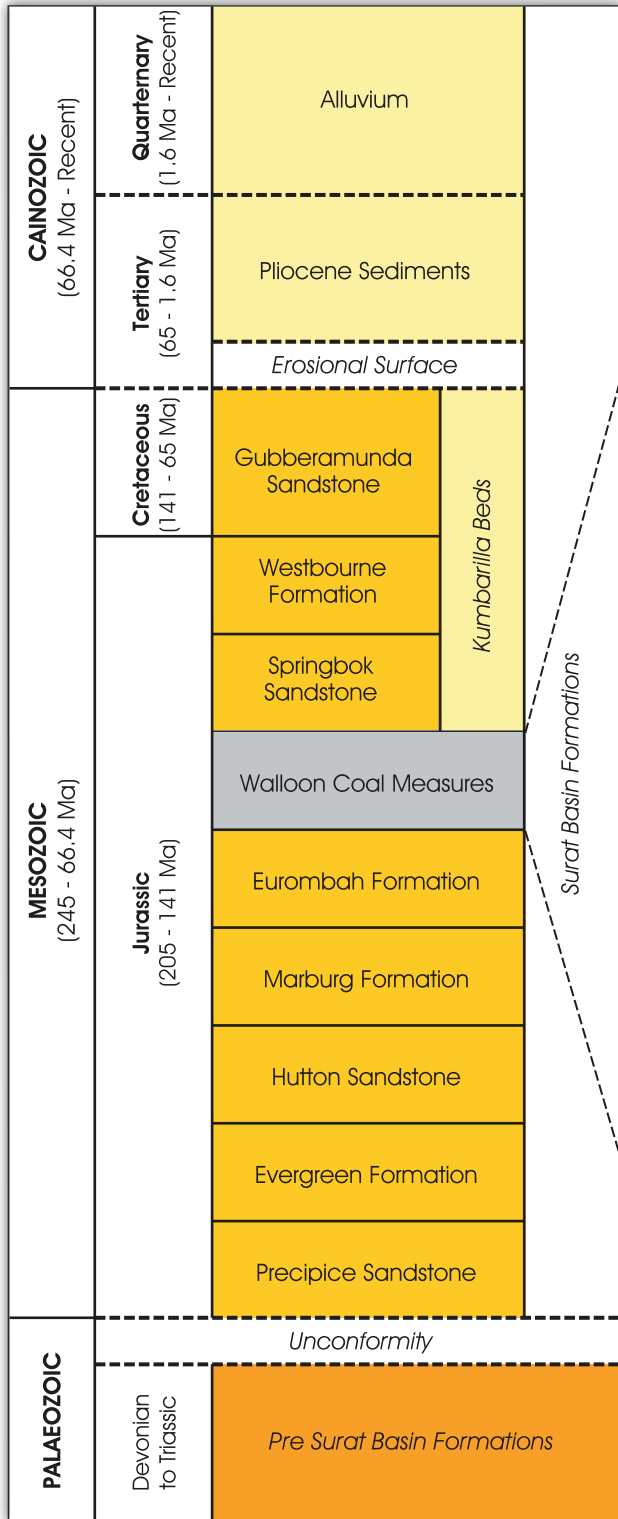 CAINOZOIC
(66.4 Ma - Recent)
Quarternary
(1.6 Ma - Recent)
Alluvium
Tertiary
(65 - 1.6 Ma)
Pliocene Sediments
Erosional Surface
MESOZOIC
(245 - 66.4 Ma)
Cretaceous
(141 - 65 Ma)
Gubberamunda
Sandstone
Kumbarilla Beds
Jurassic
(205 - 141 Ma)
Westbourne
Formation
Springbok
Sandstone
Walloon Coal Measures
Surat Basin Formations
Eurombah Formation
Marburg Formation
Hutton Sandstone
Evergreen Formation
Precipice Sandstone
Unconformity
PALAEOZOIC
Devonian
to Triassic
Pre Surat Basin Formations